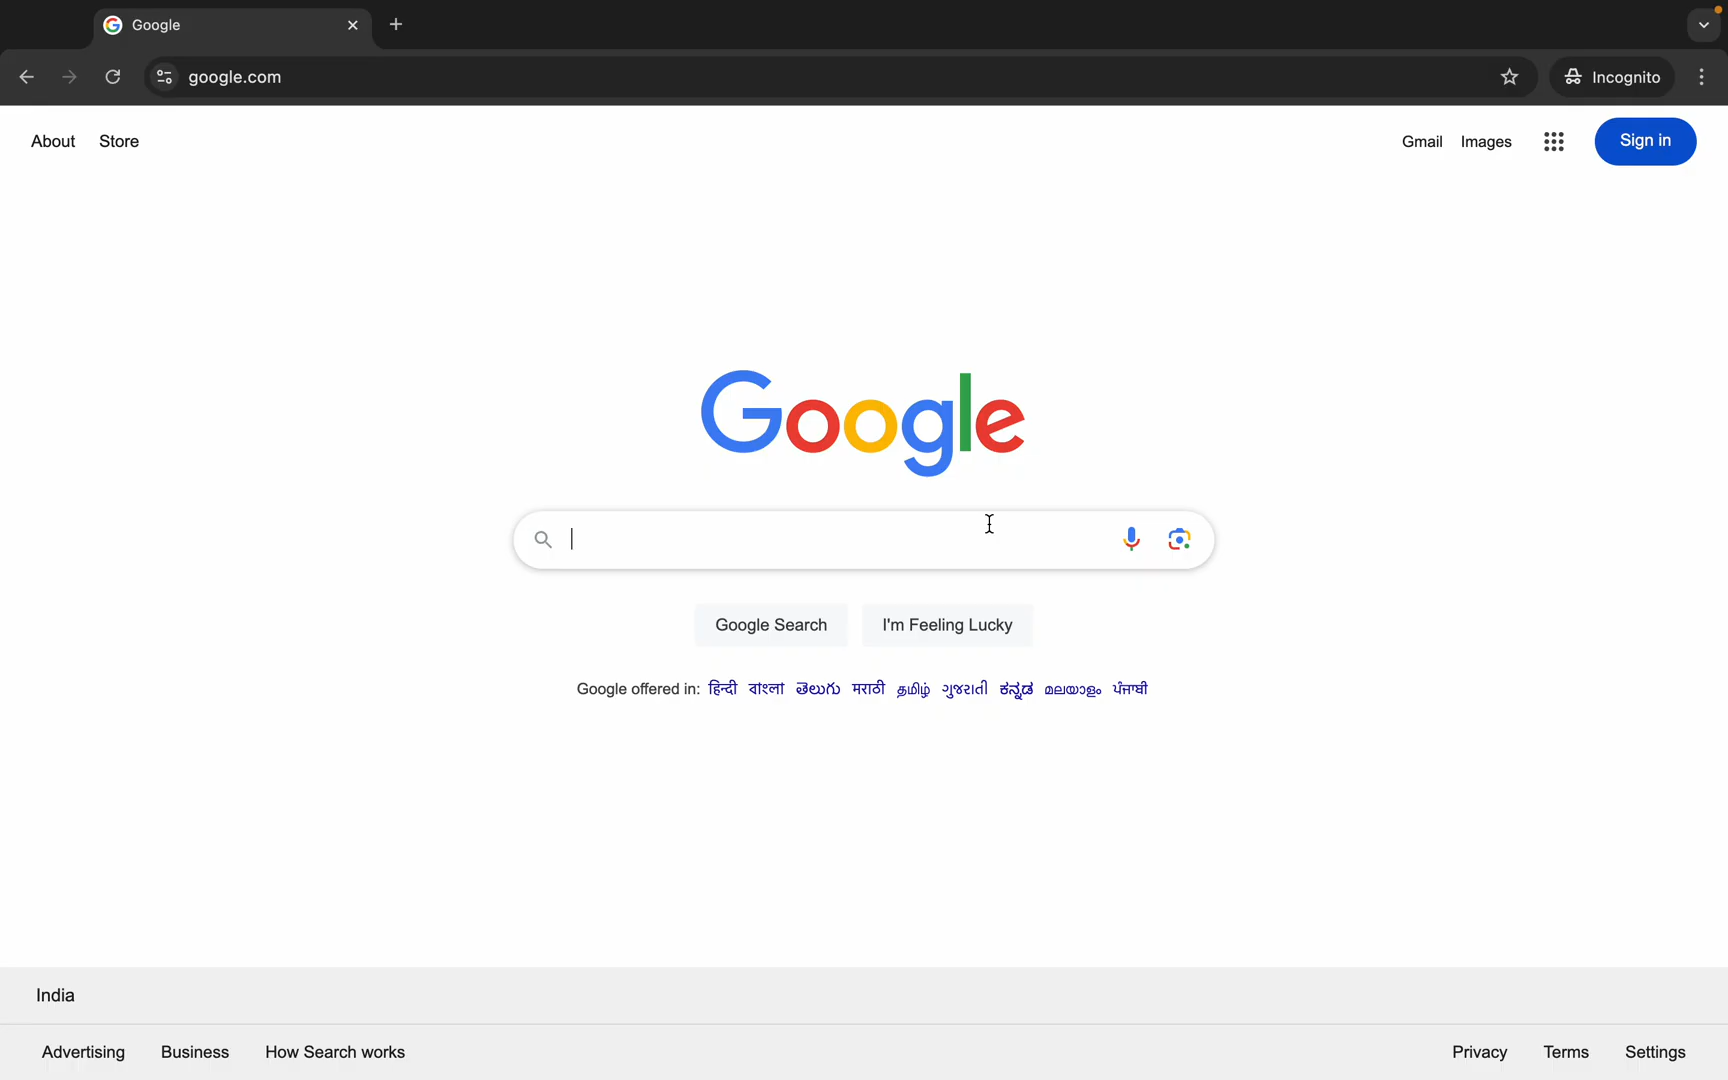 Google
google.com
Incognito
About Store
Gmail Images Sign in
Google
Google Search I'm Feeling Lucky
Google offered in: हिन्दी বাংলা తెలుగు मराठी தமிழ் ગુજરાતી ಕನ್ನಡ മലയാളം ਪੰਜਾਬੀ
India
Advertising Business How Search works
Privacy Terms Settings